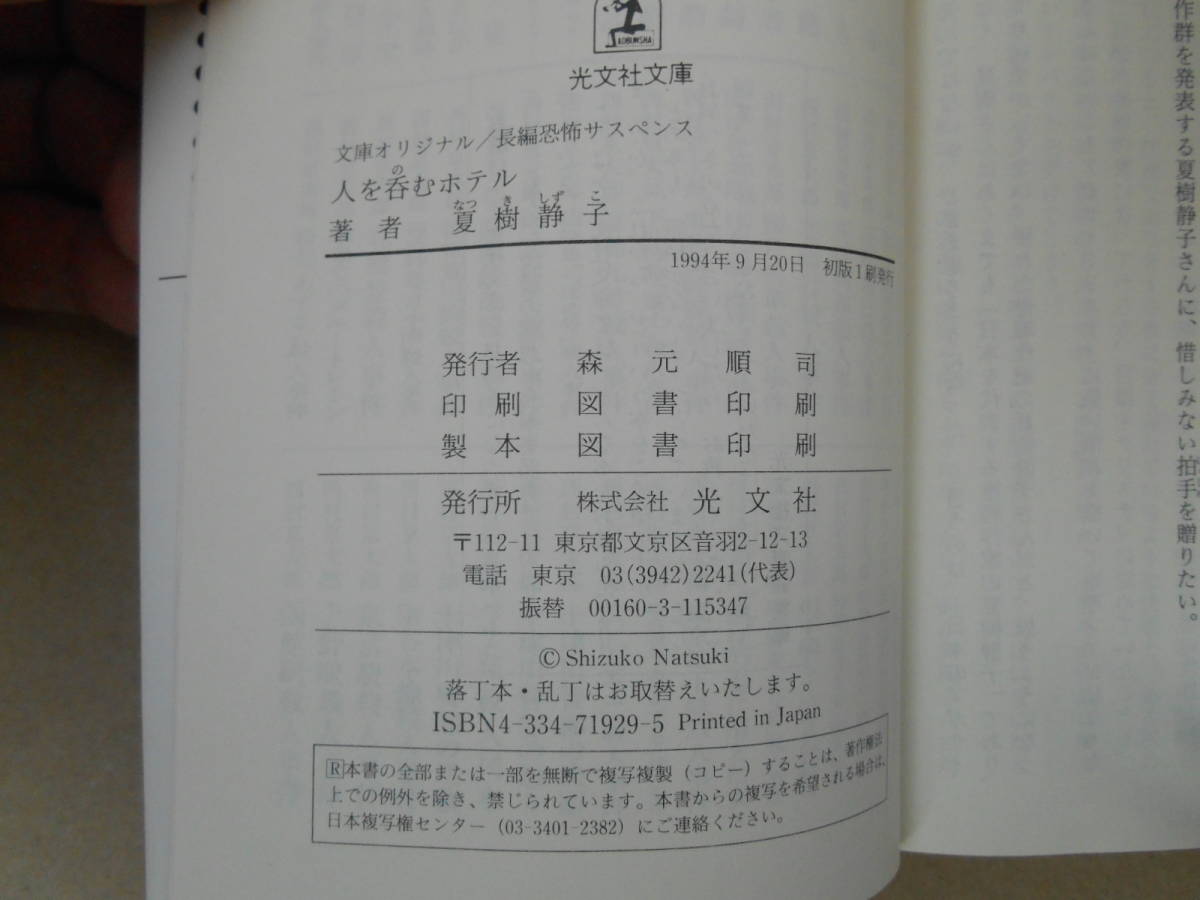 KOBUNSHA
光文社文庫
文庫オリジナル/長編恐怖サスペンス
人を呑むホテル
の
著者 夏樹静子
なつ き しず こ
1994年9月20日 初版1刷発行
発行者 森元順司
印刷 図書印刷
製本 図書印刷
発行所 株式会社 光文社
〒112-11 東京都文京区音羽2-12-13
電話 東京 03(3942)2241(代表)
振替 00160-3-115347
© Shizuko Natsuki
落丁本・乱丁はお取替えいたします。
ISBN4-334-71929-5 Printed in Japan
Ⓡ本書の全部または一部を無断で複写複製(コピー)することは、著作権法
上での例外を除き、禁じられています。本書からの複写を希望される場合は、
日本複写権センター(03-3401-2382)にご連絡ください。
作群を発表する夏樹静子さんに、惜しみない拍手を贈りたい。